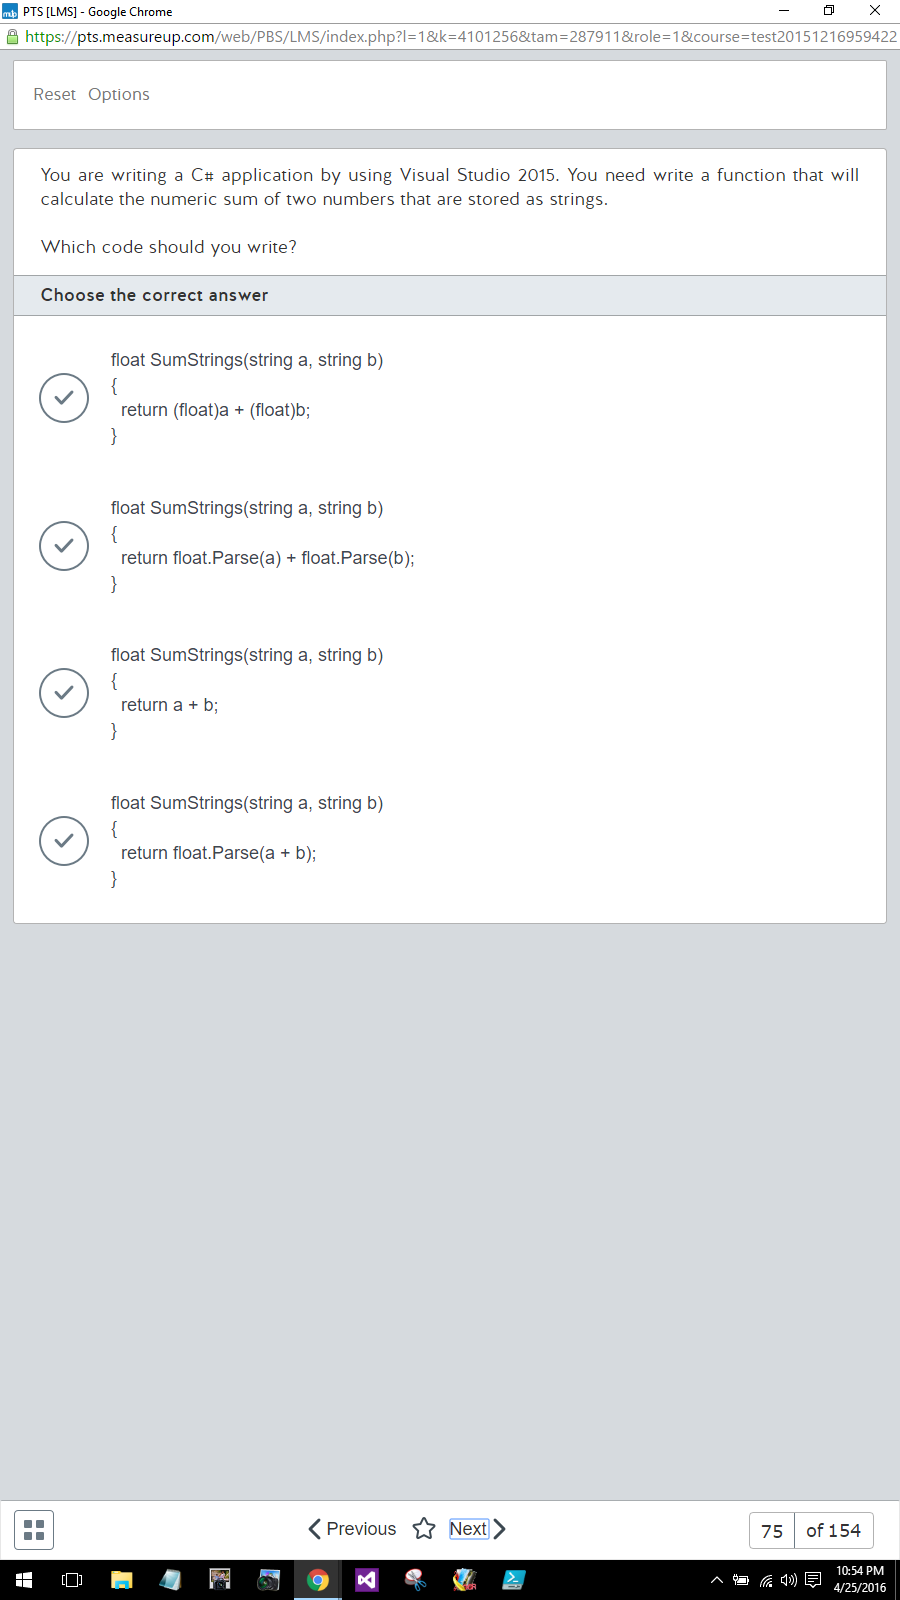 PTS [LMS] - Google Chrome
https://pts.measureup.com/web/PBS/LMS/index.php?l=1&k=4101256&tam=287911&role=1&course=test20151216959422
Reset Options
You are writing a C# application by using Visual Studio 2015. You need write a function that will
calculate the numeric sum of two numbers that are stored as strings.
Which code should you write?
Choose the correct answer
float SumStrings(string a, string b)
{
return (float)a + (float)b;
}
float SumStrings(string a, string b)
{
return float.Parse(a) + float.Parse(b);
}
float SumStrings(string a, string b)
{
return a + b;
}
float SumStrings(string a, string b)
{
return float.Parse(a + b);
}
Previous Next 75 of 154
10:54 PM
4/25/2016